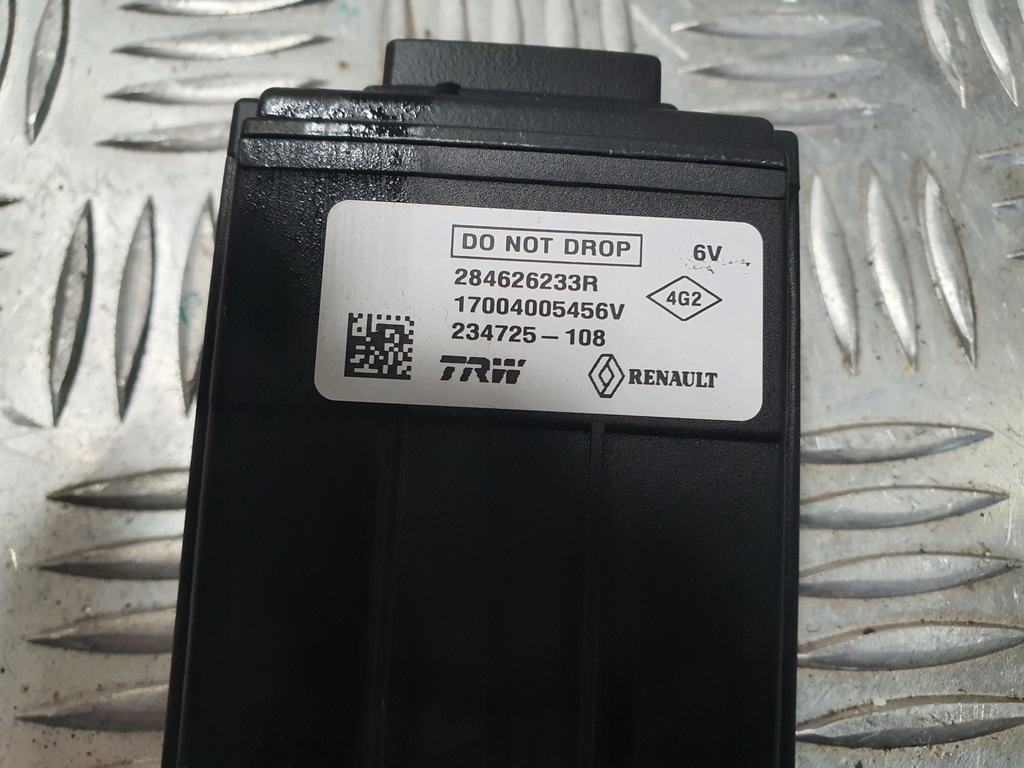 DO NOT DROP
6V
284626233R
17004005456V
4G2
234725-108
TRW
RENAULT